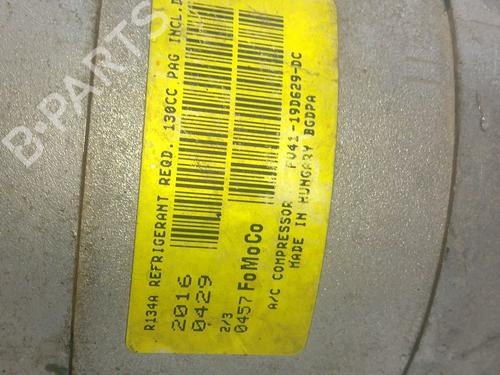 R134A REFRIGERANT REQD. 130CC PAG INCL.D
2016
0429
2/3
0457 FoMoCo
A/C COMPRESSOR FV41-19D629-DC
MADE IN HUNGARY BGDPA
B-PARTS